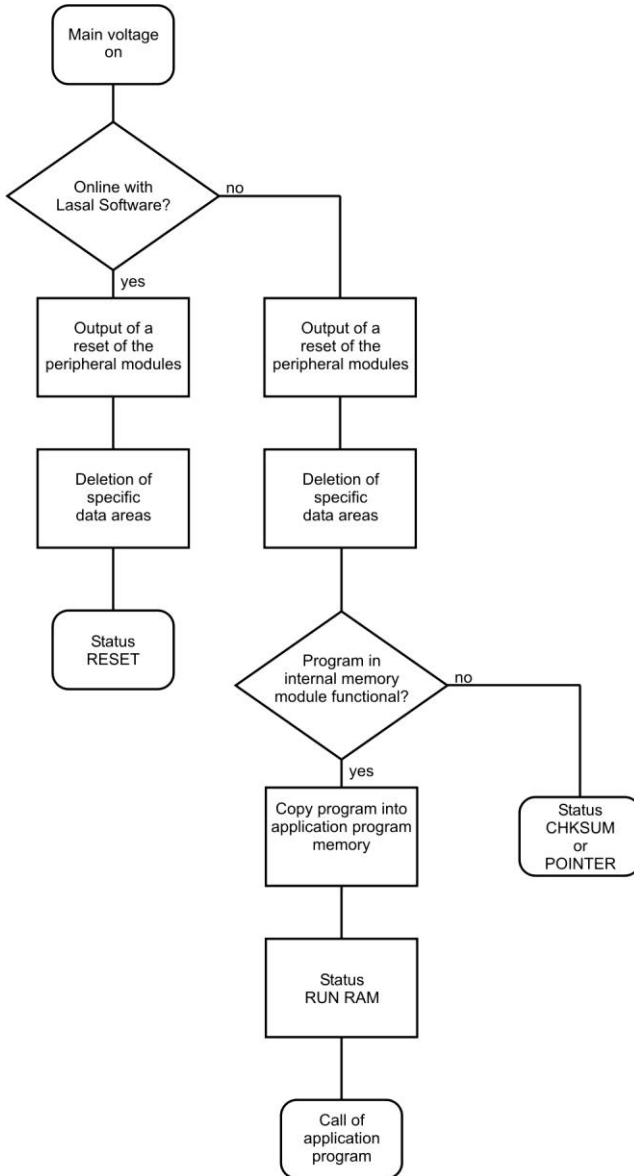 Main voltage
on
Online with
Lasal Software?
no
yes
Output of a
reset of the
peripheral modules
Output of a
reset of the
peripheral modules
Deletion of
specific
data areas
Deletion of
specific
data areas
Status
RESET
Program in
internal memory
module functional?
no
yes
Copy program into
application program
memory
Status
CHKSUM
or
POINTER
Status
RUN RAM
Call of
application
program